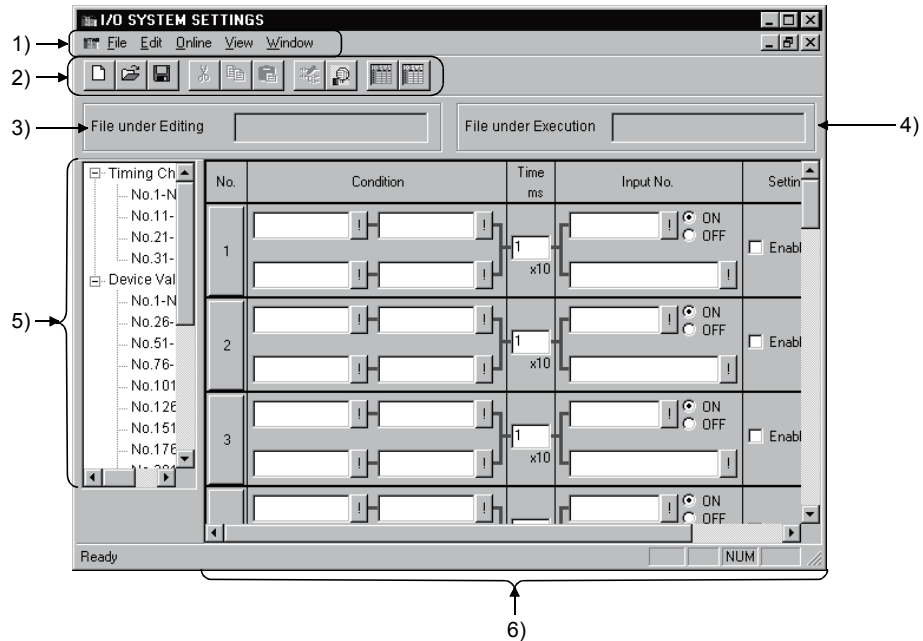 I/O SYSTEM SETTINGS
1)
File Edit Online View Window
2)
3)
File under Editing
File under Execution
4)
5)
Timing Ch
No.1-N
No.11-
No.21-
No.31-
Device Val
No.1-N
No.26-
No.51-
No.76-
No.101
No.126
No.151
No.176
No. Condition Time ms Input No. Settin
1 ! ! 1 x10 ! ON OFF Enabl
! ! !
2 ! ! 1 x10 ! ON OFF Enabl
! ! !
3 ! ! 1 x10 ! ON OFF Enabl
! ! !
! ! ! ON OFF
Ready
NUM
6)